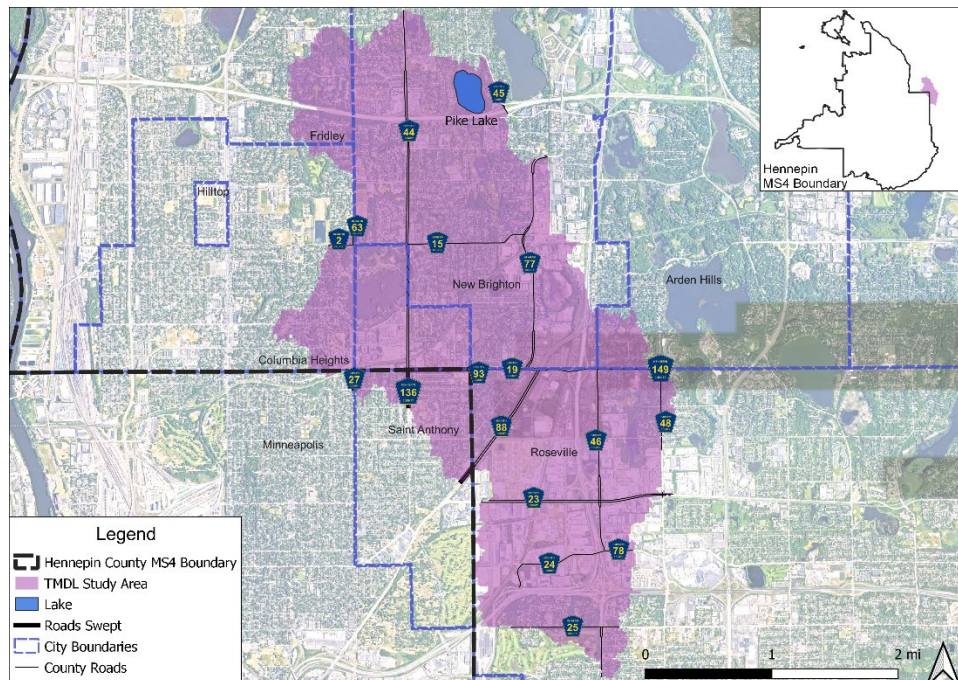 Hennepin
MS4 Boundary
45
Pike Lake
44
Fridley
Hilltop
63
2
15
77
New Brighton
Arden Hills
Columbia Heights
27
136
93
19
149
88
48
Minneapolis
Saint Anthony
46
Roseville
23
78
24
25
Legend
Hennepin County MS4 Boundary
TMDL Study Area
Lake
Roads Swept
City Boundaries
County Roads
0 1 2 mi